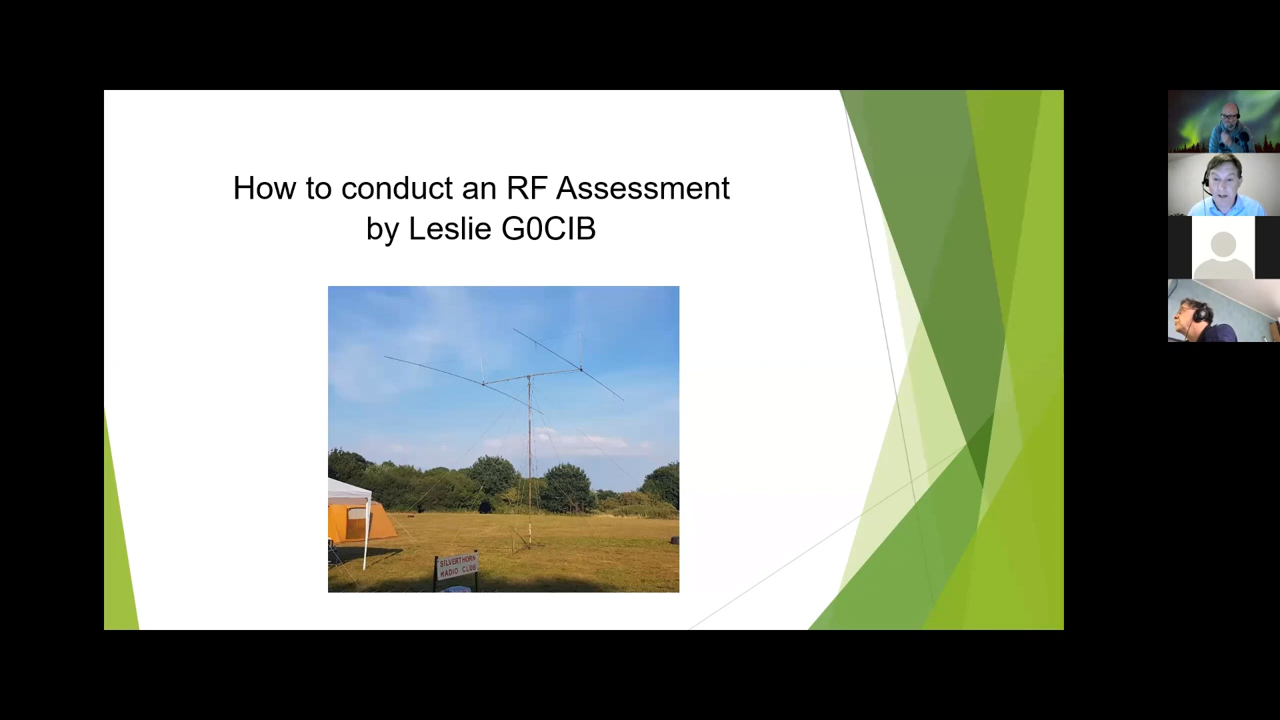 How to conduct an RF Assessment
by Leslie G0CIB
SILVERTHORN
RADIO CLUB